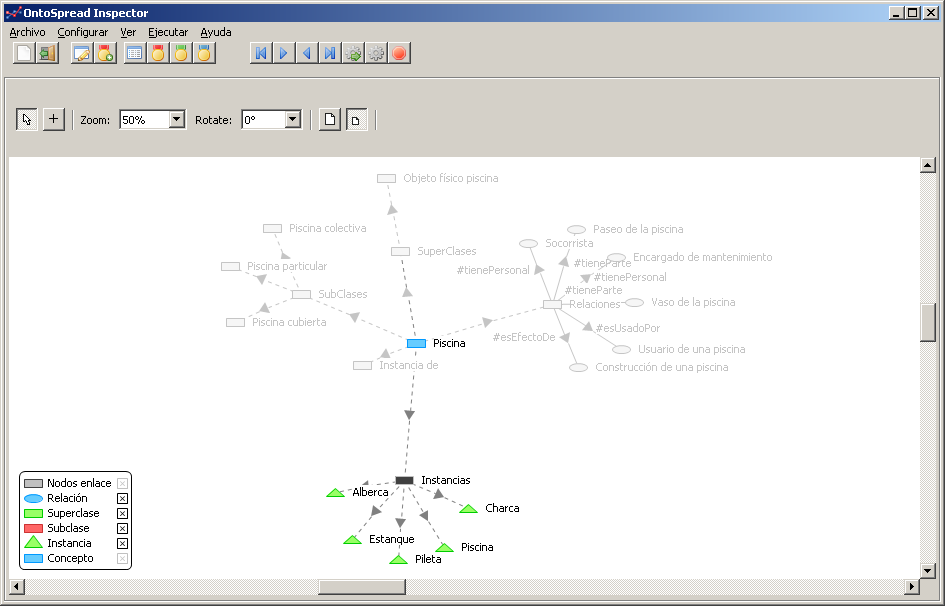 OntoSpread Inspector
Archivo Configurar Ver Ejecutar Ayuda
Zoom: 50% Rotate: 0°
Objeto físico piscina
Piscina colectiva
Paseo de la piscina
Socorrista
SuperClases
Encargado de mantenimiento
#tieneParte
Piscina particular
#tienePersonal
#tienePersonal
#tieneParte
SubClases
Relaciones
Vaso de la piscina
Piscina cubierta
#esUsadoPor
#esEfectoDe
Piscina
Usuario de una piscina
Instancia de
Construcción de una piscina
Instancias
Alberca
Charca
Estanque
Piscina
Pileta
Nodos enlace
Relación
Superclase
Subclase
Instancia
Concepto